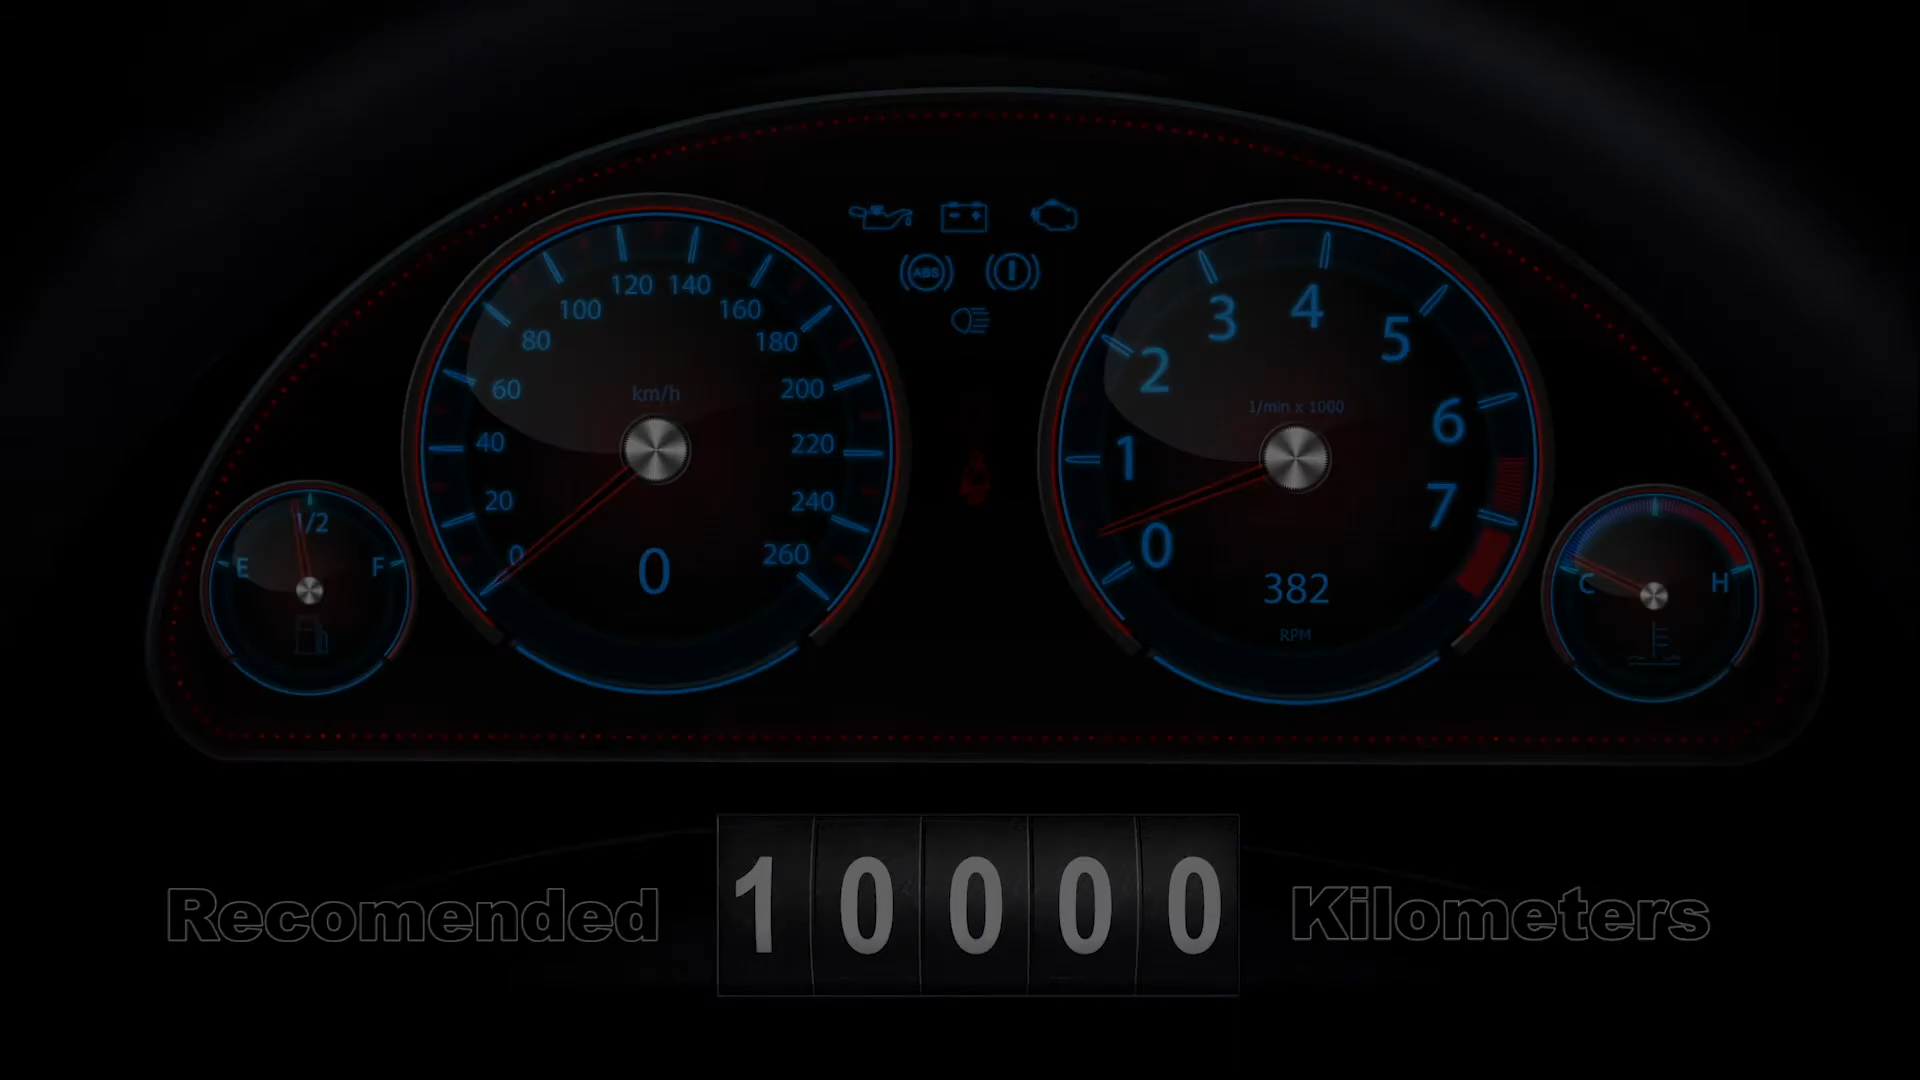 ABS
120 140
100 160
80 180
60 km/h 200
40 220
20 240
0 260
0
3 4 5
2 6
1/min x 1000
1 7
0
382
RPM
1/2
E F
C H
Recomended 10000 Kilometers